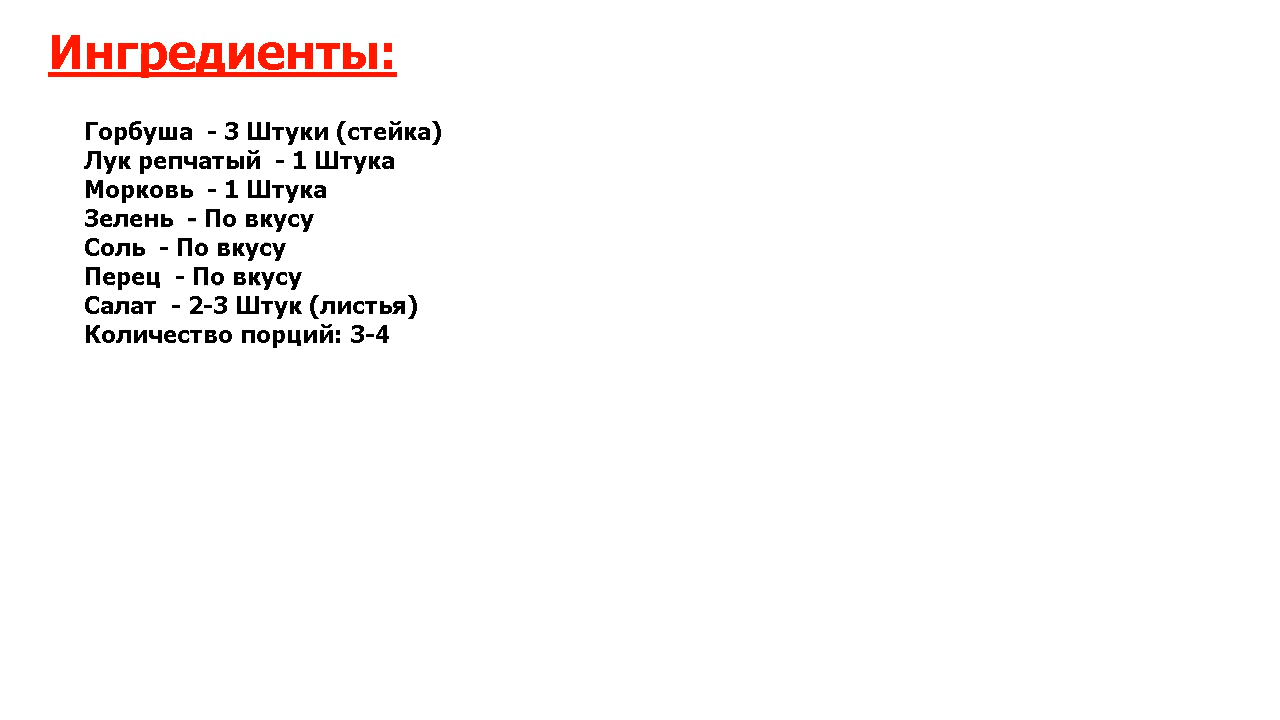 Ингредиенты:
Горбуша  - 3 Штуки (стейка)
Лук репчатый  - 1 Штука
Морковь  - 1 Штука
Зелень  - По вкусу
Соль  - По вкусу
Перец  - По вкусу
Салат  - 2-3 Штук (листья)
Количество порций: 3-4